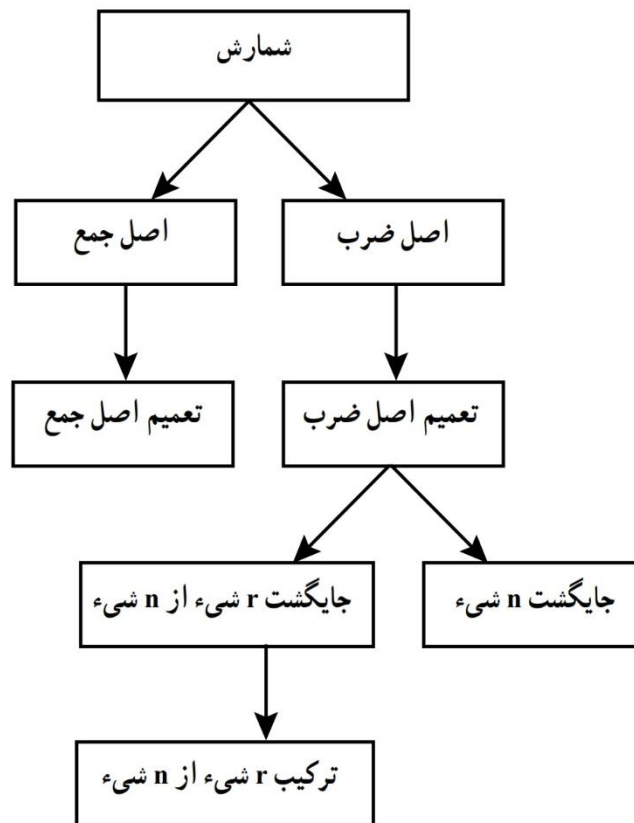 شمارش
اصل ضرب
اصل جمع
تعمیم اصل ضرب
تعمیم اصل جمع
جایگشت n شیء
جایگشت r شیء از n شیء
ترکیب r شیء از n شیء